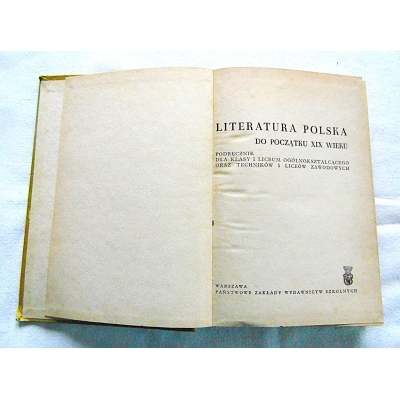 LITERATURA POLSKA
DO POCZĄTKU XIX WIEKU
PODRĘCZNIK
DLA KLASY I LICEUM OGÓLNOKSZTAŁCĄCEGO
ORAZ TECHNIKÓW I LICEÓW ZAWODOWYCH
WARSZAWA
PAŃSTWOWE ZAKŁADY WYDAWNICTW SZKOLNYCH